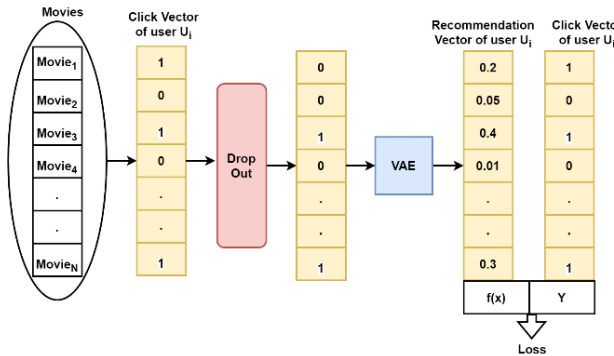 Movies
Movie1
Movie2
Movie3
Movie4
.
.
MovieN
Click Vector
of user Ui
1
0
1
0
.
.
1
Drop
Out
0
0
1
0
.
.
1
VAE
Recommendation
Vector of user Ui
0.2
0.05
0.4
0.01
.
.
0.3
f(x)
Click Vector
of user Ui
1
0
1
0
.
.
1
Y
Loss